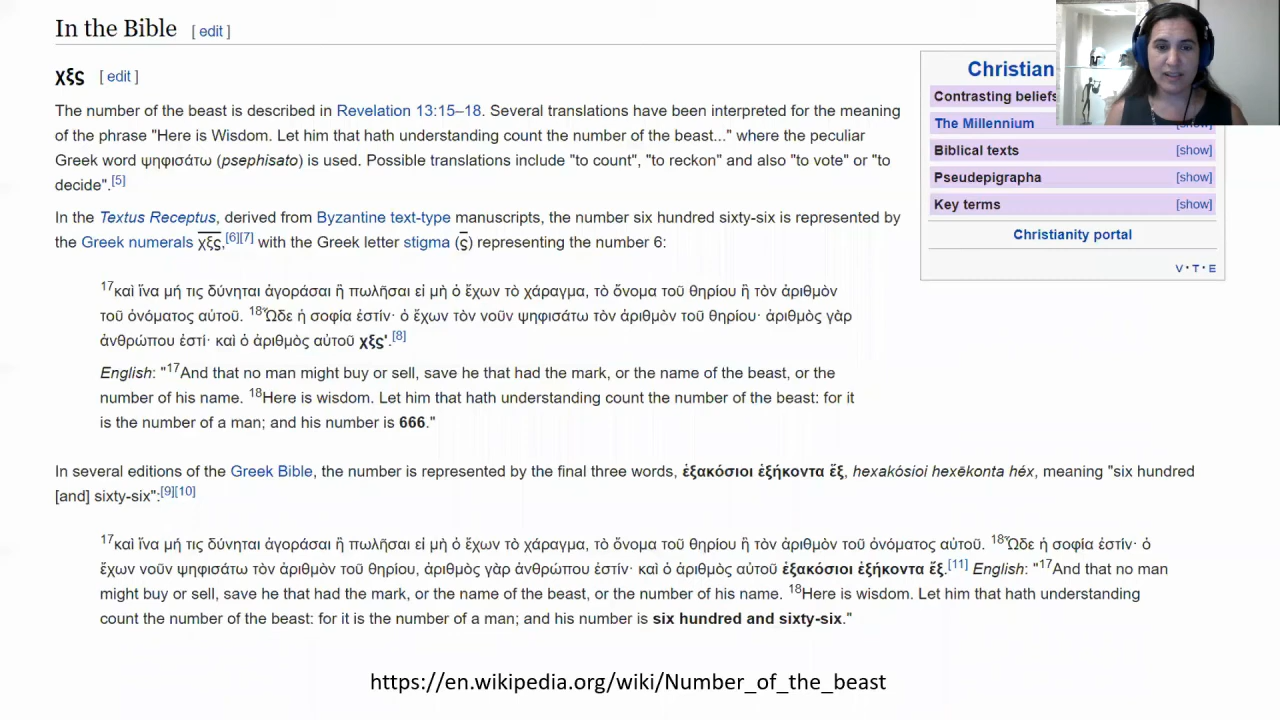 In the Bible [ edit ]
χξς [ edit ]
The number of the beast is described in Revelation 13:15–18. Several translations have been interpreted for the meaning
of the phrase "Here is Wisdom. Let him that hath understanding count the number of the beast..." where the peculiar
Greek word ψηφισάτω (psephisato) is used. Possible translations include "to count", "to reckon" and also "to vote" or "to
decide".[5]
In the Textus Receptus, derived from Byzantine text-type manuscripts, the number six hundred sixty-six is represented by
the Greek numerals χξς,[6][7] with the Greek letter stigma (ς) representing the number 6:
17καὶ ἵνα μή τις δύνηται ἀγοράσαι ἢ πωλῆσαι εἰ μὴ ὁ ἔχων τὸ χάραγμα, τὸ ὄνομα τοῦ θηρίου ἢ τὸν ἀριθμὸν
τοῦ ὀνόματος αὐτοῦ. 18Ὧδε ἡ σοφία ἐστίν· ὁ ἔχων τὸν νοῦν ψηφισάτω τὸν ἀριθμὸν τοῦ θηρίου· ἀριθμὸς γὰρ
ἀνθρώπου ἐστί· καὶ ὁ ἀριθμὸς αὐτοῦ χξς'.[8]
English: "17And that no man might buy or sell, save he that had the mark, or the name of the beast, or the
number of his name. 18Here is wisdom. Let him that hath understanding count the number of the beast: for it
is the number of a man; and his number is 666."
In several editions of the Greek Bible, the number is represented by the final three words, ἑξακόσιοι ἑξήκοντα ἕξ, hexakósioi hexēkonta héx, meaning "six hundred
[and] sixty-six":[9][10]
17καὶ ἵνα μή τις δύνηται ἀγοράσαι ἢ πωλῆσαι εἰ μὴ ὁ ἔχων τὸ χάραγμα, τὸ ὄνομα τοῦ θηρίου ἢ τὸν ἀριθμὸν τοῦ ὀνόματος αὐτοῦ. 18Ὧδε ἡ σοφία ἐστίν· ὁ
ἔχων νοῦν ψηφισάτω τὸν ἀριθμὸν τοῦ θηρίου, ἀριθμὸς γὰρ ἀνθρώπου ἐστίν· καὶ ὁ ἀριθμὸς αὐτοῦ ἑξακόσιοι ἑξήκοντα ἕξ.[11] English: "17And that no man
might buy or sell, save he that had the mark, or the name of the beast, or the number of his name. 18Here is wisdom. Let him that hath understanding
count the number of the beast: for it is the number of a man; and his number is six hundred and sixty-six."
https://en.wikipedia.org/wiki/Number_of_the_beast
Christian
Contrasting beliefs
The Millennium [show]
Biblical texts [show]
Pseudepigrapha [show]
Key terms [show]
Christianity portal
V · T · E